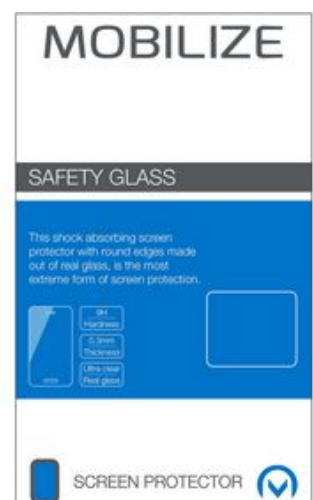 MOBILIZE
SAFETY GLASS
This shock absorbing screen
protector with round edges made
out of real glass, is the most
extreme form of screen protection.
9H
Hardness
0.3mm
Thickness
Ultra clear
Real glass
SCREEN PROTECTOR